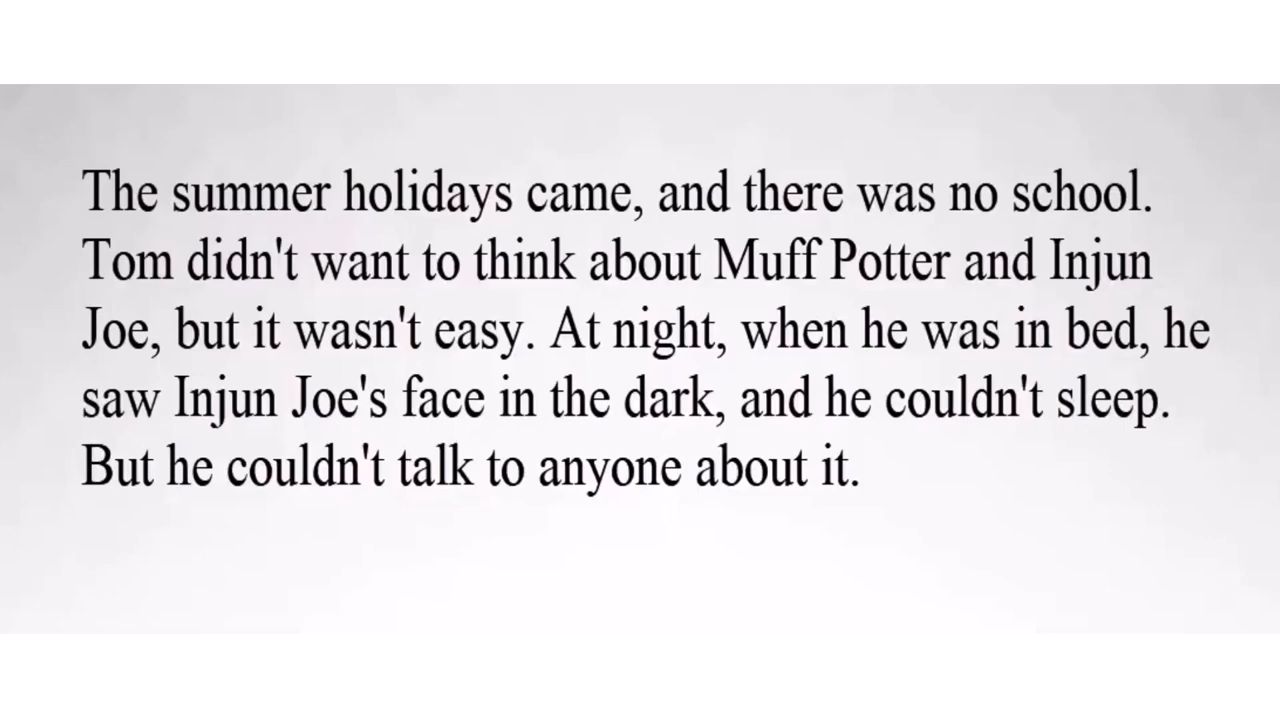 The summer holidays came, and there was no school.
Tom didn't want to think about Muff Potter and Injun
Joe, but it wasn't easy. At night, when he was in bed, he
saw Injun Joe's face in the dark, and he couldn't sleep.
But he couldn't talk to anyone about it.